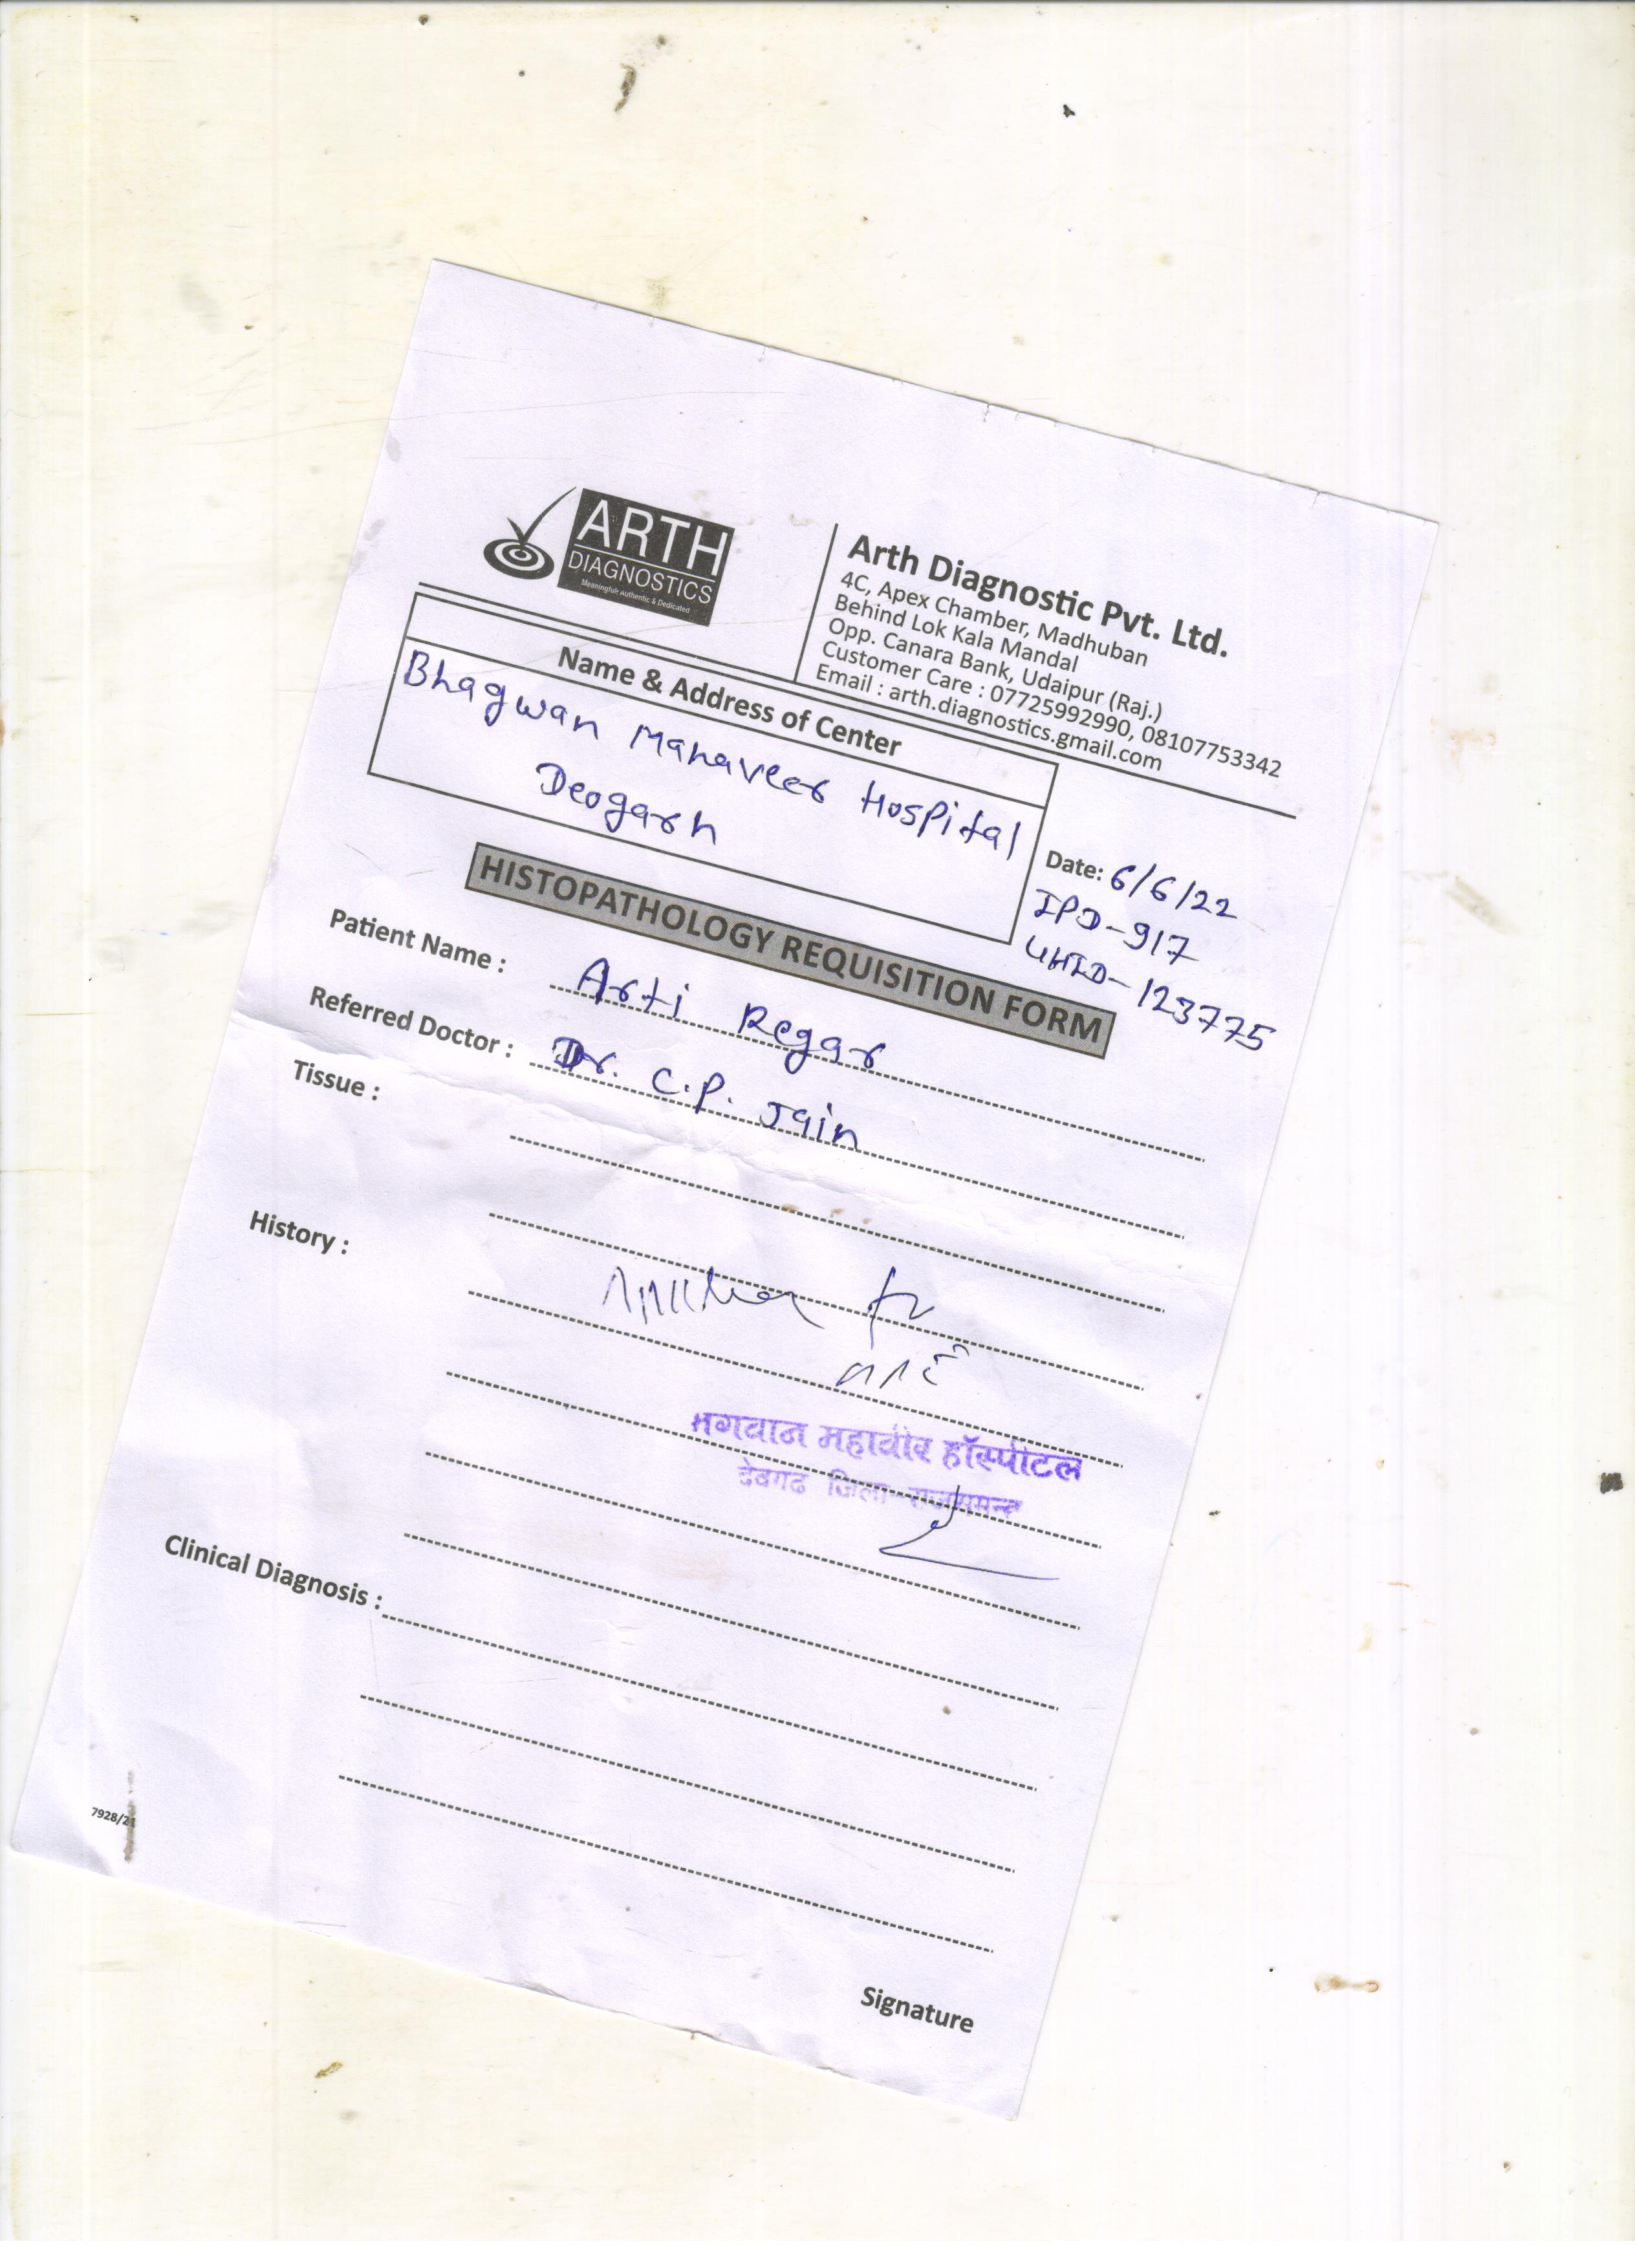 ARTH
DIAGNOSTICS
Meaningful Authentic & Dedicated
Arth Diagnostic Pvt. Ltd.
4C, Apex Chamber, Madhuban
Behind Lok Kala Mandal
Opp. Canara Bank, Udaipur (Raj.)
Customer Care : 07725992990, 08107753342
Email : arth.diagnostics.gmail.com
Name & Address of Center
Bhagwan Mahaveer Hospital
Deogarh
Date: 6/6/22
IPD-917
UHID-123775
HISTOPATHOLOGY REQUISITION FORM
Patient Name : Arti Regar
Referred Doctor : Dr. C.P. Jain
Tissue :
History :
भगवान महावीर हॉस्पीटल
देवगढ जिला-राजसमन्द
Clinical Diagnosis :
7928/21
Signature